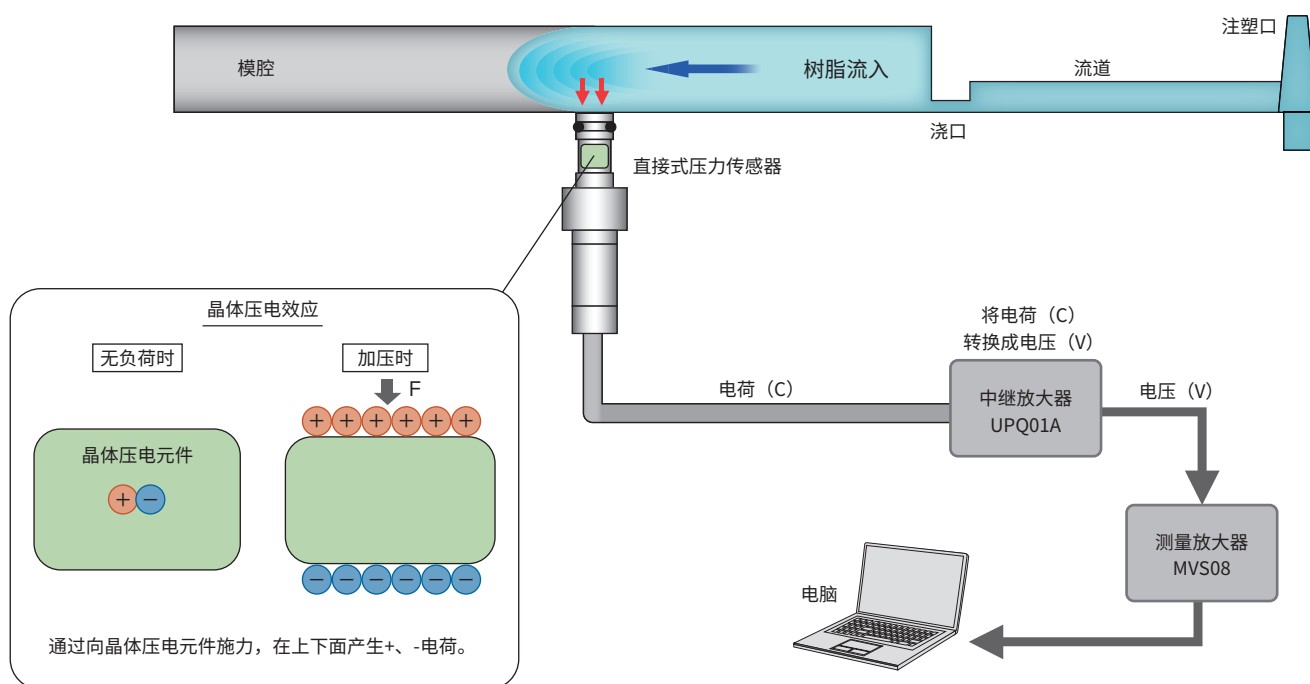 注塑口
模腔
树脂流入
流道
浇口
直接式压力传感器
晶体压电效应
无负荷时
加压时
F
晶体压电元件
+ −
+ + + + + +
− − − − − −
通过向晶体压电元件施力，在上下面产生+、-电荷。
将电荷（C）
转换成电压（V）
电荷（C）
中继放大器
UPQ01A
电压（V）
测量放大器
MVS08
电脑